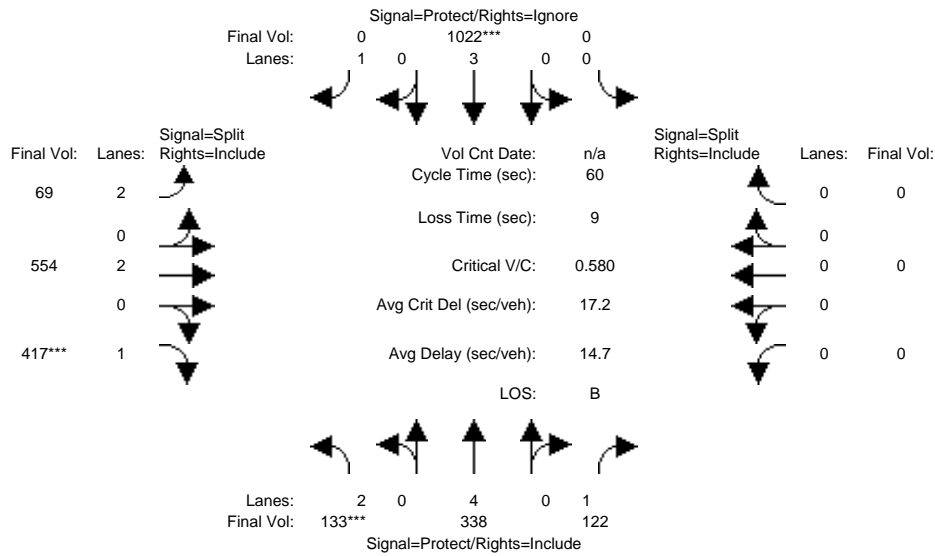 Signal=Protect/Rights=Ignore
Final Vol: 0 1022*** 0
Lanes: 1 0 3 0 0
Signal=Split Signal=Split
Final Vol: Lanes: Rights=Include Vol Cnt Date: n/a Rights=Include Lanes: Final Vol:
Cycle Time (sec): 60
69 2 0 0
Loss Time (sec): 9
0 0
554 2 Critical V/C: 0.580 0 0
0 Avg Crit Del (sec/veh): 17.2 0
417*** 1 Avg Delay (sec/veh): 14.7 0 0
LOS: B
Lanes: 2 0 4 0 1
Final Vol: 133*** 338 122
Signal=Protect/Rights=Include